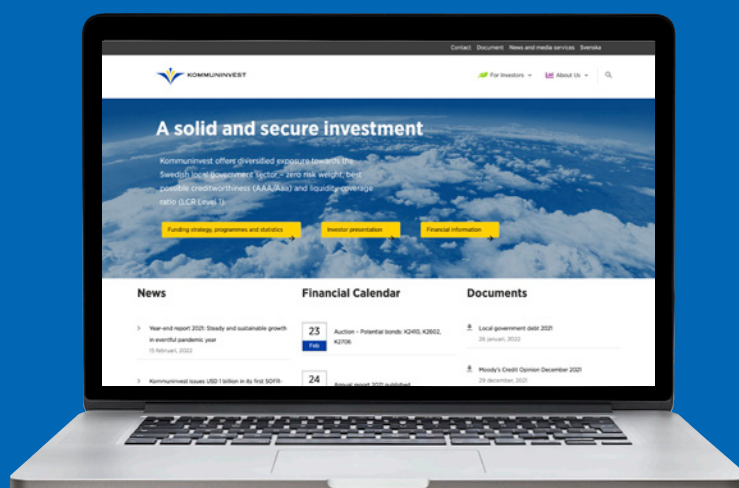 Contact Document News and media services Svenska
KOMMUNINVEST
For Investors
About Us
A solid and secure investment
Kommuninvest offers diversified exposure towards the
Swedish local government sector – zero risk weight, best
possible creditworthiness (AAA/Aaa) and liquidity coverage
ratio (LCR Level 1).
Funding strategy, programmes and statistics
Investor presentation
Financial information
News
Year-end report 2021: Steady and sustainable growth
in eventful pandemic year
15 februari, 2022
Kommuninvest issues USD 1 billion in its first SOFR-
Financial Calendar
23
Feb
Auction - Potential bonds: K2410, K2602,
K2706
24
Annual report 2021 published
Documents
Local government debt 2021
26 januari, 2022
Moody's Credit Opinion December 2021
29 december, 2021